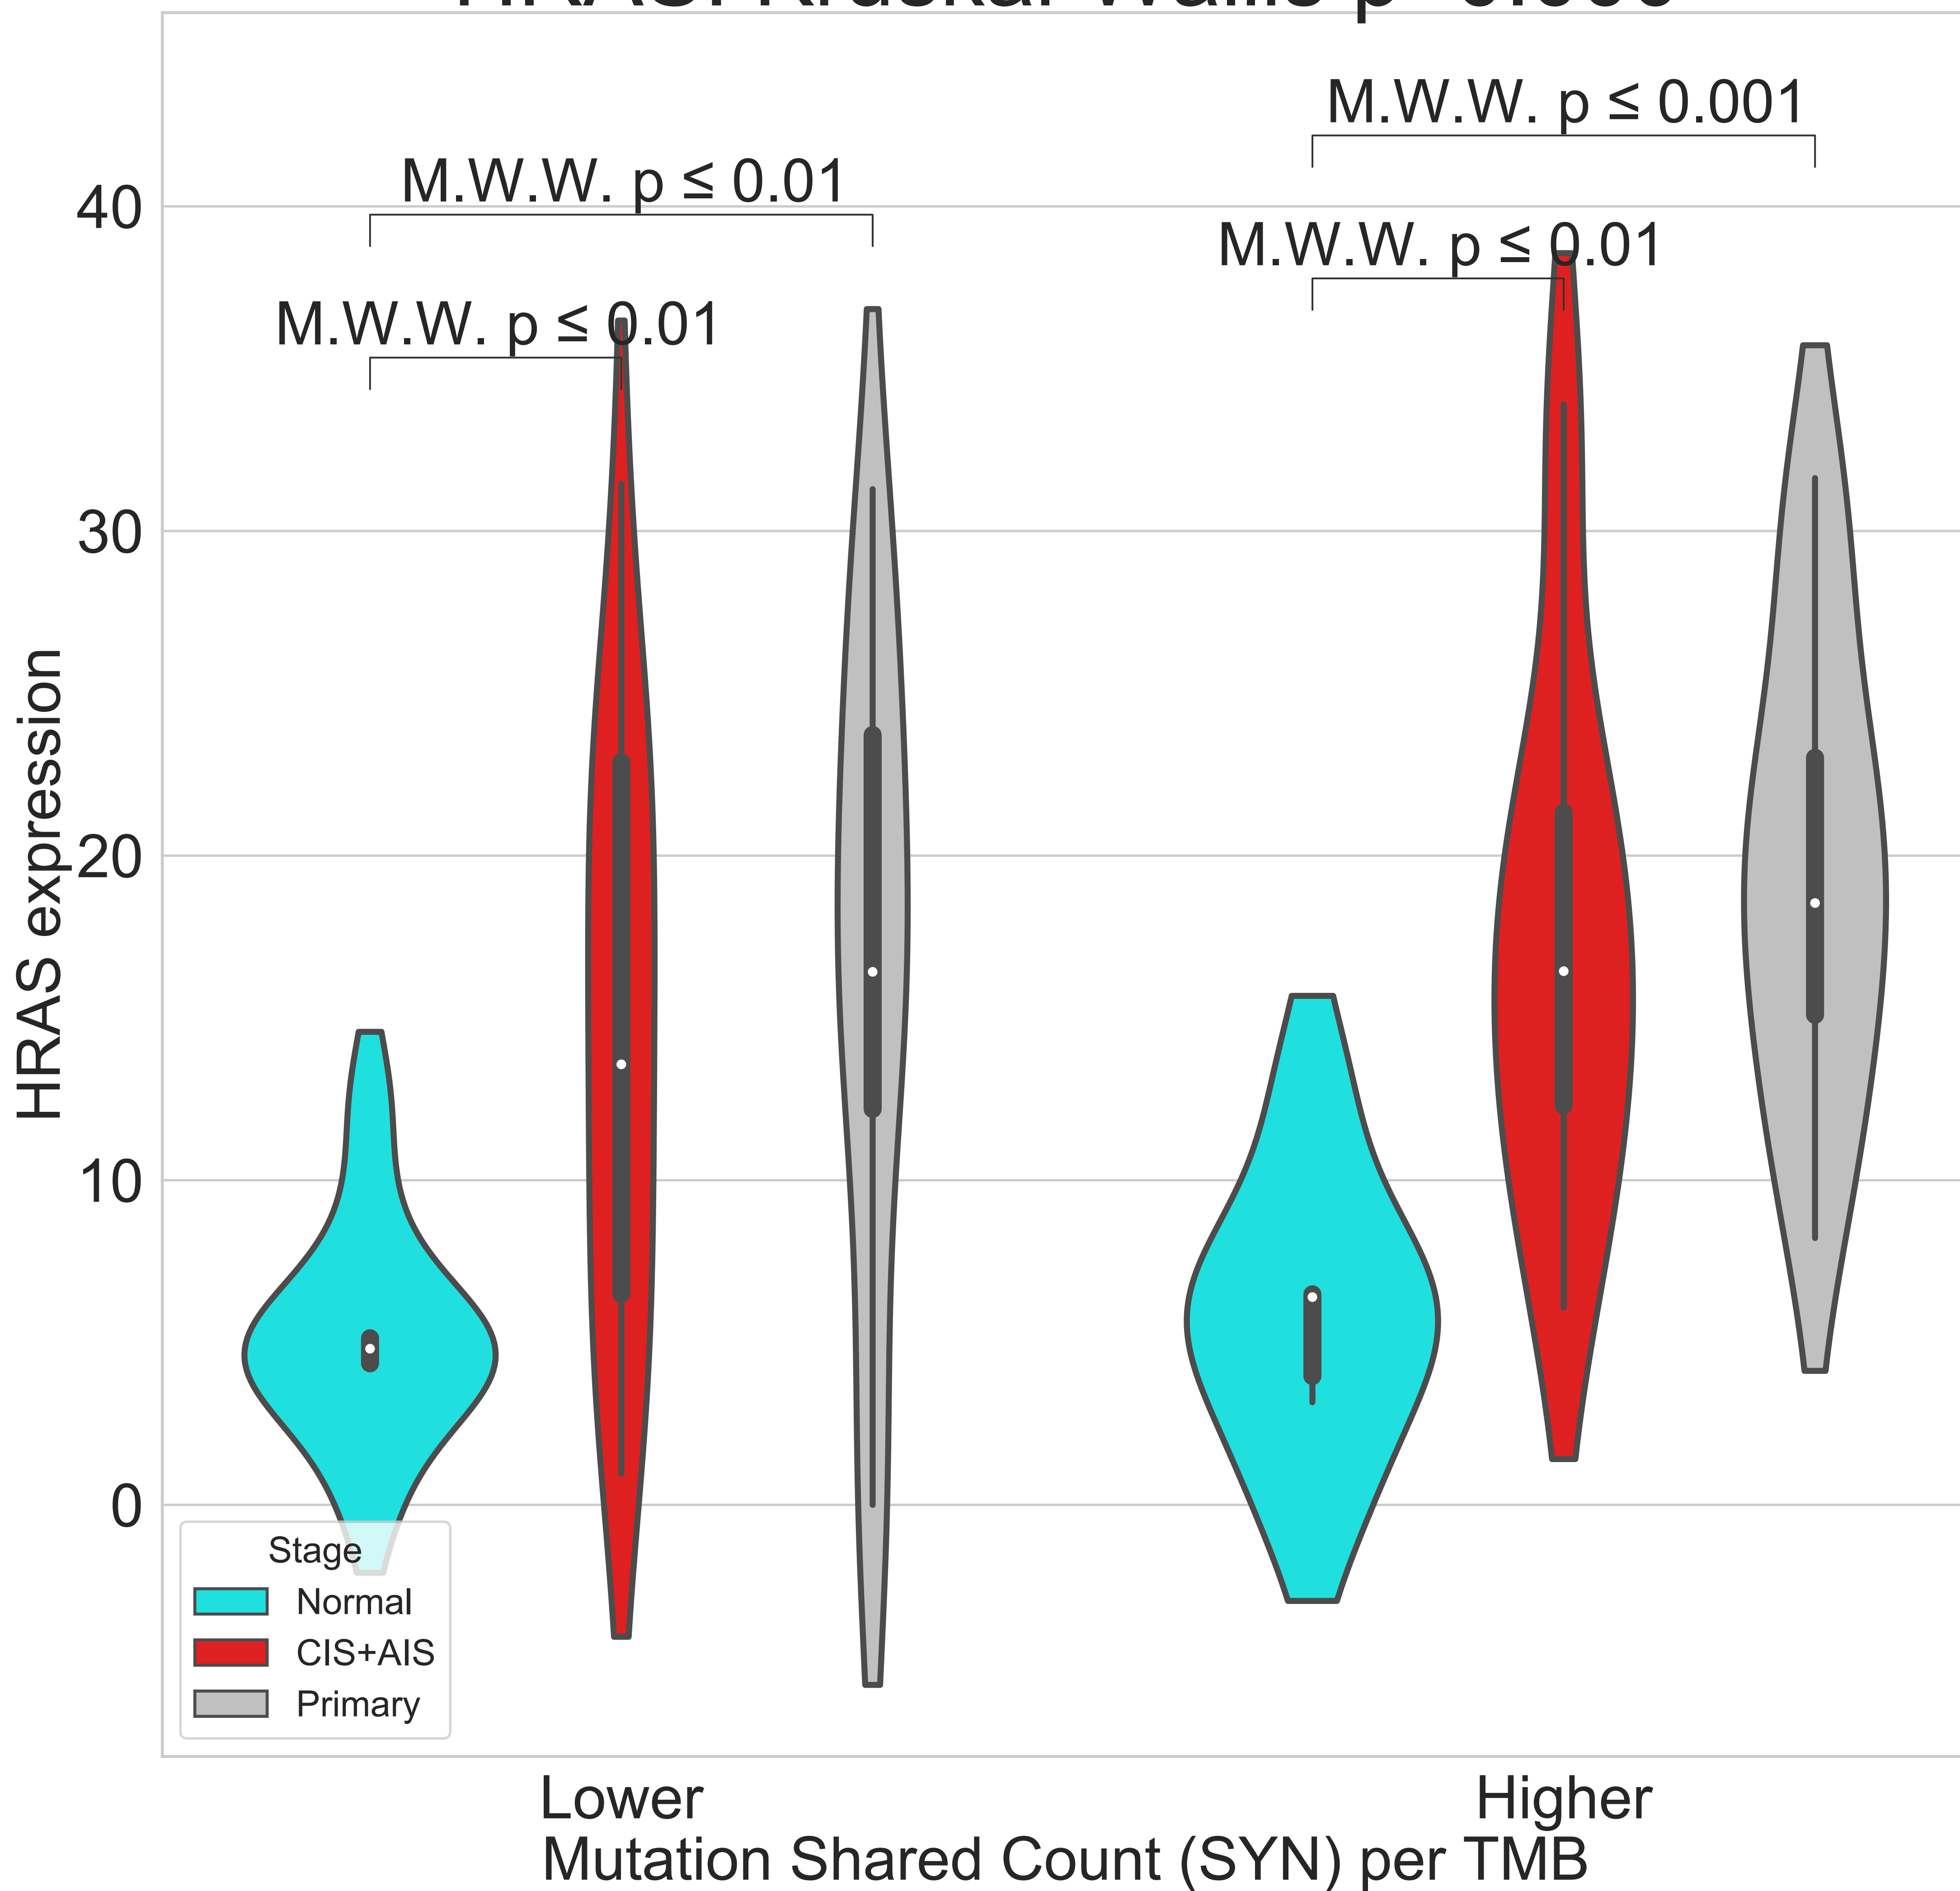 M.W.W. p ≤ 0.001
M.W.W. p ≤ 0.01
M.W.W. p ≤ 0.01
M.W.W. p ≤ 0.01
40
30
20
10
0
HRAS expression
Stage
Normal
CIS+AIS
Primary
Lower
Higher
Mutation Shared Count (SYN) per TMB